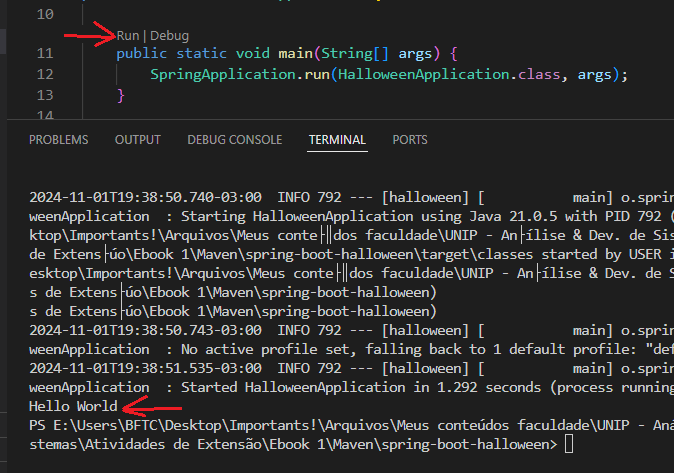 10
Run | Debug
11 public static void main(String[] args) {
12 SpringApplication.run(HalloweenApplication.class, args);
13 }
14
PROBLEMS OUTPUT DEBUG CONSOLE TERMINAL PORTS
2024-11-01T19:38:50.740-03:00  INFO 792 --- [halloween] [           main] o.sprin
weenApplication  : Starting HalloweenApplication using Java 21.0.5 with PID 792 (
ktop\Importants!\Arquivos\Meus conte├║dos faculdade\UNIP - An├ílise & Dev. de Sis
de Extens├úo\Ebook 1\Maven\spring-boot-halloween\target\classes started by USER i
esktop\Importants!\Arquivos\Meus conte├║dos faculdade\UNIP - An├ílise & Dev. de S
s de Extens├úo\Ebook 1\Maven\spring-boot-halloween)
s de Extens├úo\Ebook 1\Maven\spring-boot-halloween)
2024-11-01T19:38:50.743-03:00  INFO 792 --- [halloween] [           main] o.sprin
weenApplication  : No active profile set, falling back to 1 default profile: "def
2024-11-01T19:38:51.535-03:00  INFO 792 --- [halloween] [           main] o.sprin
weenApplication  : Started HalloweenApplication in 1.292 seconds (process running
Hello World
PS E:\Users\BFTC\Desktop\Importants!\Arquivos\Meus conteúdos faculdade\UNIP - Aná
stemas\Atividades de Extensão\Ebook 1\Maven\spring-boot-halloween>